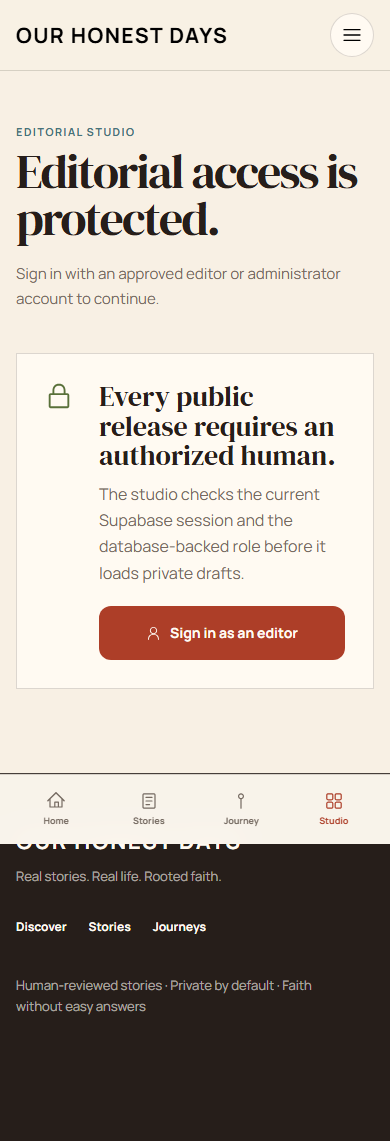 OUR HONEST DAYS
EDITORIAL STUDIO
Editorial access is
protected.
Sign in with an approved editor or administrator
account to continue.
Every public
release requires an
authorized human.
The studio checks the current
Supabase session and the
database-backed role before it
loads private drafts.
Sign in as an editor
Home
Stories
Journey
Studio
OUR HONEST DAYS
Real stories. Real life. Rooted faith.
Discover
Stories
Journeys
Human-reviewed stories · Private by default · Faith
without easy answers